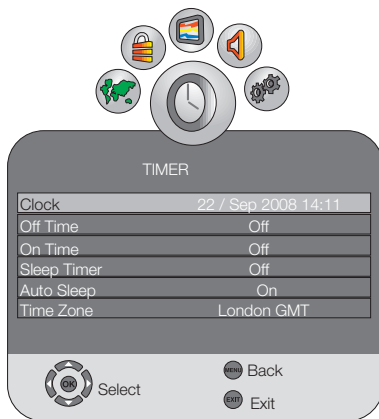 TIMER
Clock 22 / Sep 2008 14:11
Off Time Off
On Time Off
Sleep Timer Off
Auto Sleep On
Time Zone London GMT
OK Select
MENU Back
EXIT Exit